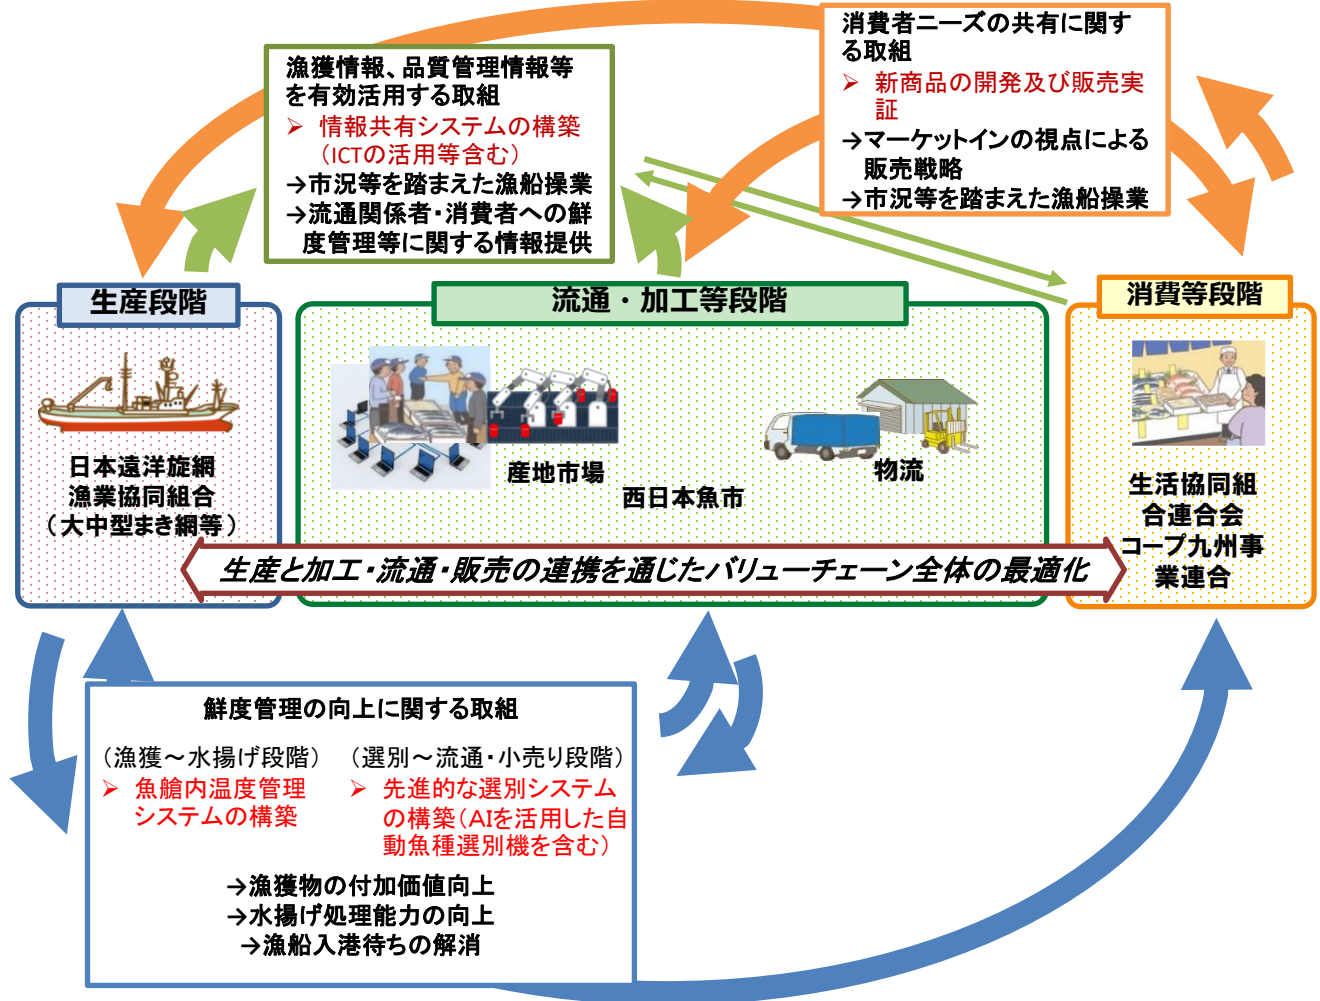 消費者ニーズの共有に関す
る取組
➢ 新商品の開発及び販売実
証
→マーケットインの視点による
販売戦略
→市況等を踏まえた漁船操業
漁獲情報、品質管理情報等
を有効活用する取組
➢ 情報共有システムの構築
（ICTの活用等含む）
→市況等を踏まえた漁船操業
→流通関係者・消費者への鮮
度管理等に関する情報提供
生産段階
流通・加工等段階
消費等段階
日本遠洋旋網
漁業協同組合
（大中型まき網等）
産地市場
西日本魚市
物流
生活協同組
合連合会
コープ九州事
業連合
生産と加工・流通・販売の連携を通じたバリューチェーン全体の最適化
鮮度管理の向上に関する取組
（漁獲～水揚げ段階）
➢ 魚艙内温度管理
システムの構築
（選別～流通・小売り段階）
➢ 先進的な選別システム
の構築（AIを活用した自
動魚種選別機を含む）
→漁獲物の付加価値向上
→水揚げ処理能力の向上
→漁船入港待ちの解消